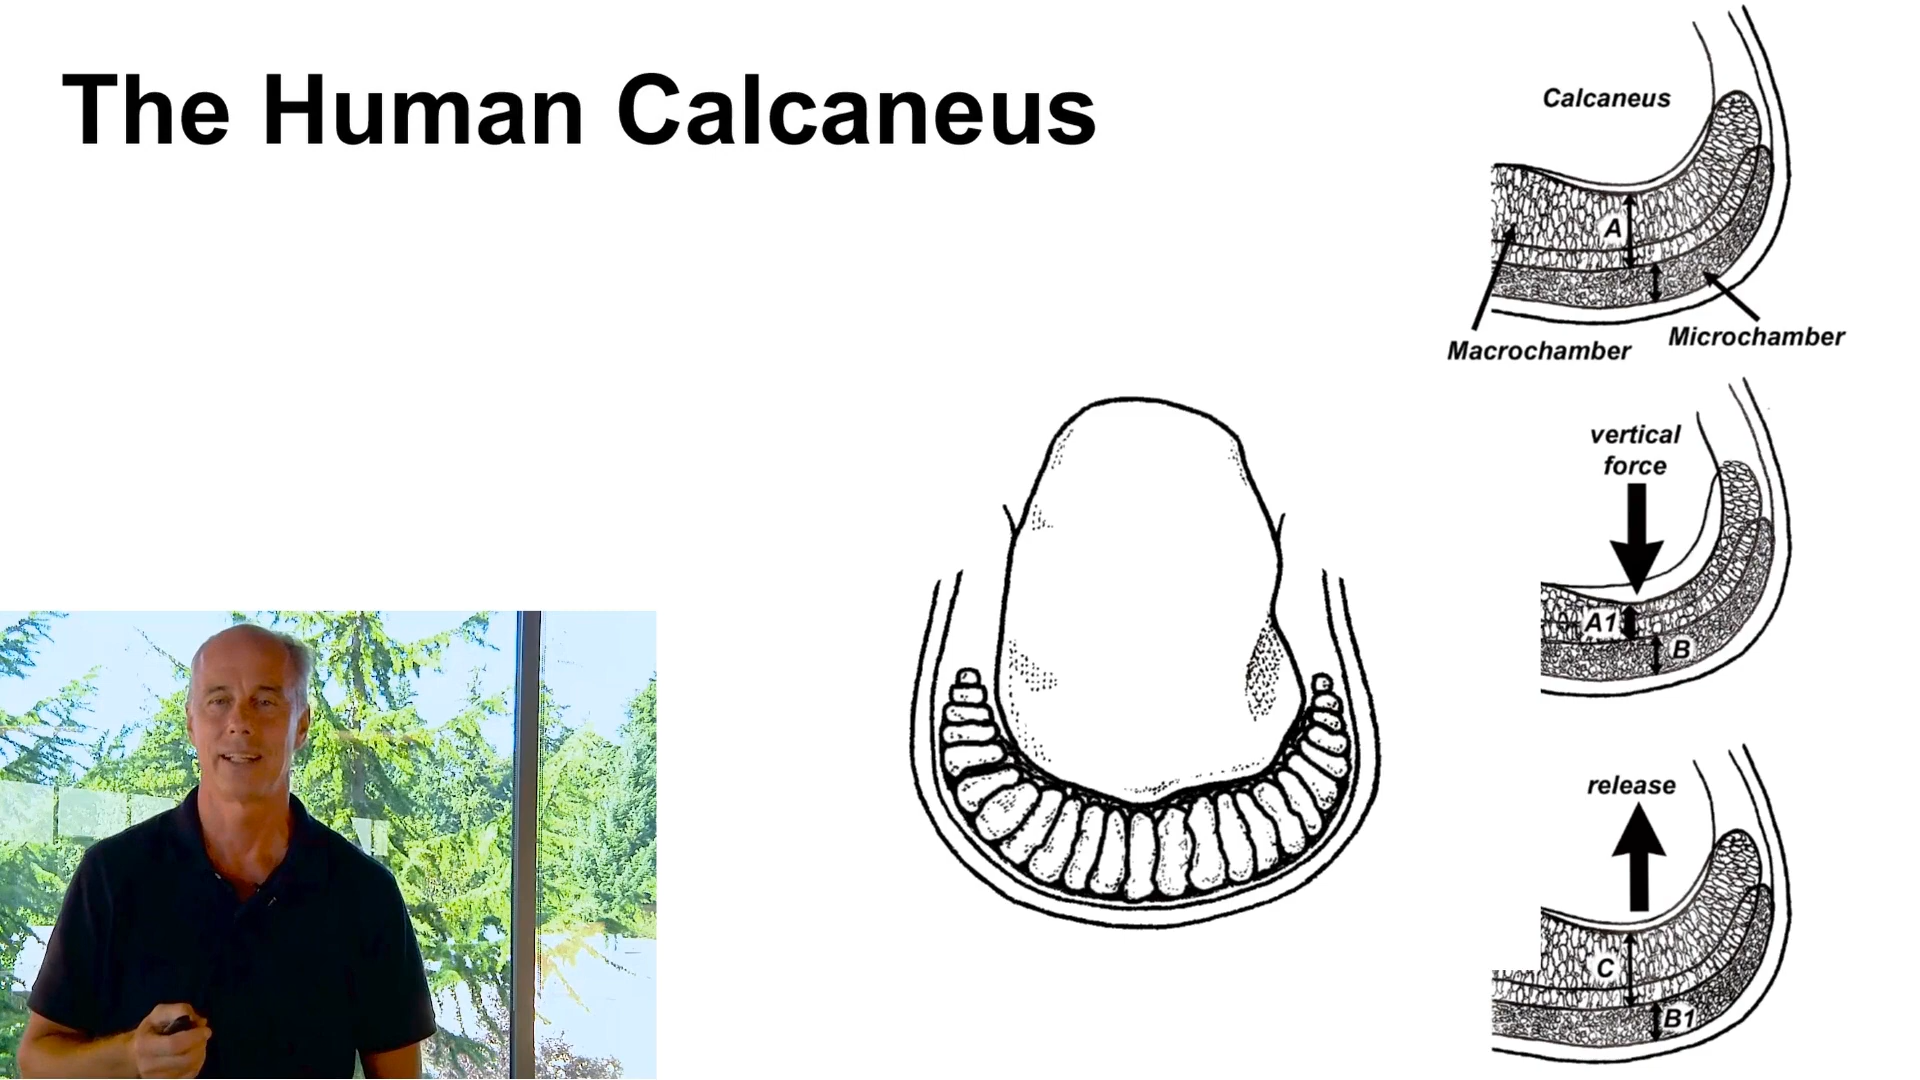 The Human Calcaneus
Calcaneus
A
Macrochamber
Microchamber
vertical
force
A1
B
release
C
B1